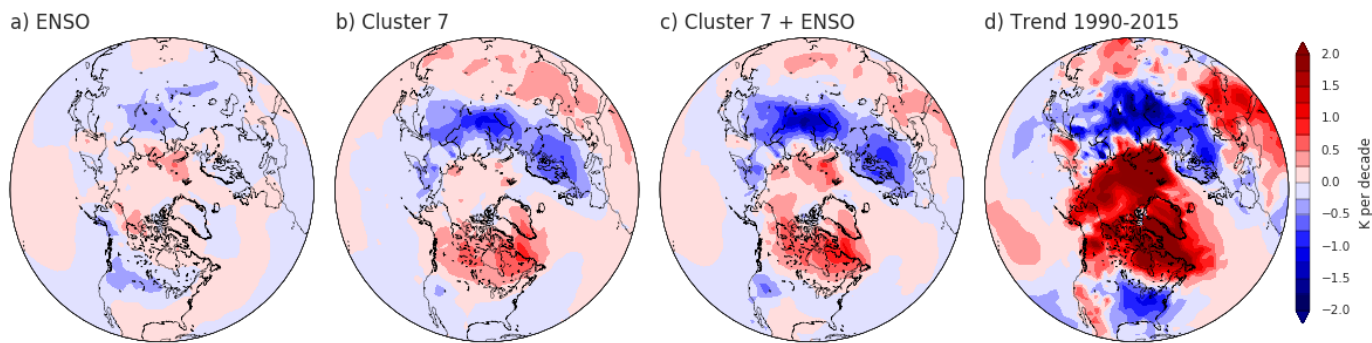 a) ENSO
b) Cluster 7
c) Cluster 7 + ENSO
d) Trend 1990-2015
2.0
1.5
1.0
0.5
0.0
−0.5
−1.0
−1.5
−2.0
K per decade